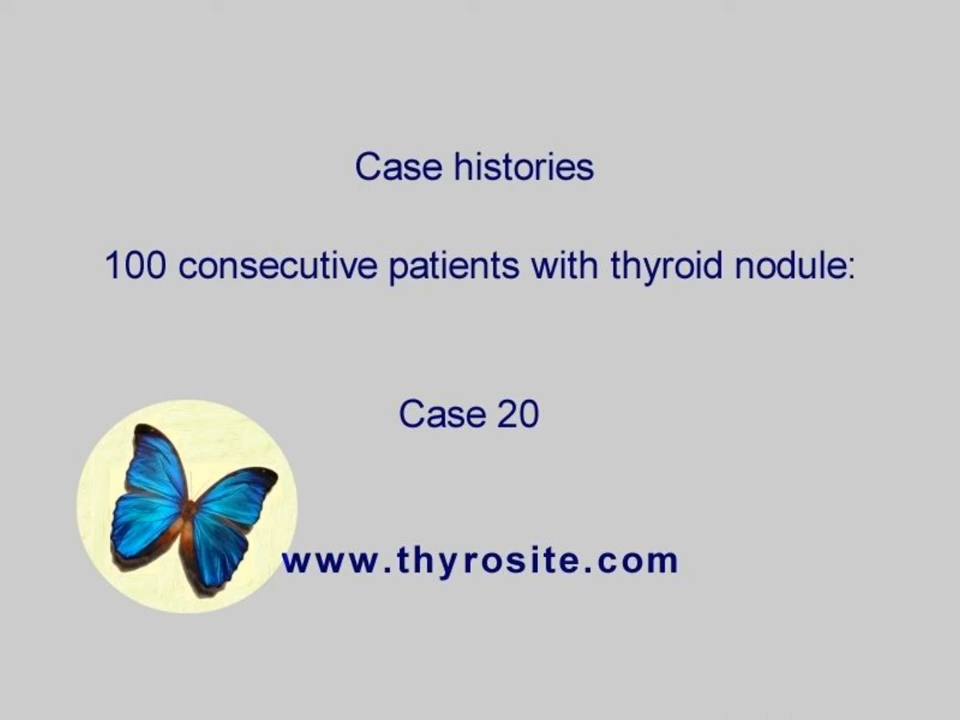 Case histories
100 consecutive patients with thyroid nodule:
Case 20
www.thyrosite.com